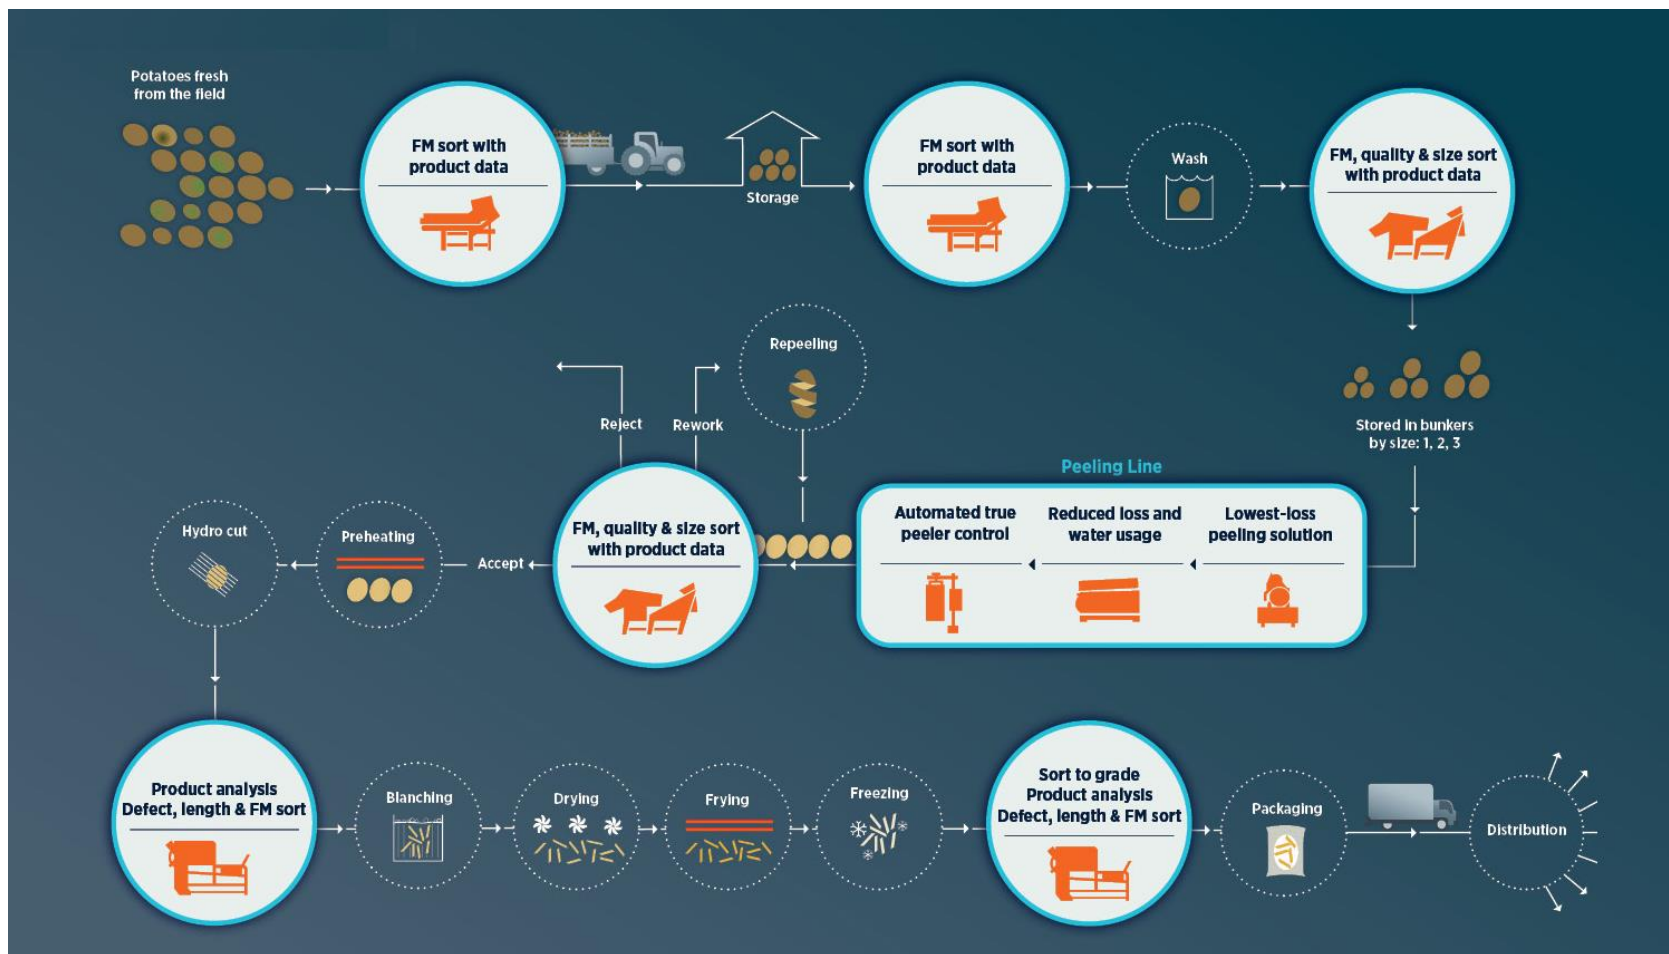 Potatoes fresh
from the field
FM sort with
product data
Storage
FM sort with
product data
Wash
FM, quality & size sort
with product data
Stored in bunkers
by size: 1, 2, 3
Peeling Line
Lowest-loss
peeling solution
Reduced loss and
water usage
Automated true
peeler control
Repeeling
Reject
Rework
FM, quality & size sort
with product data
Accept
Preheating
Hydro cut
Product analysis
Defect, length & FM sort
Blanching
Drying
Frying
Freezing
Sort to grade
Product analysis
Defect, length & FM sort
Packaging
Distribution